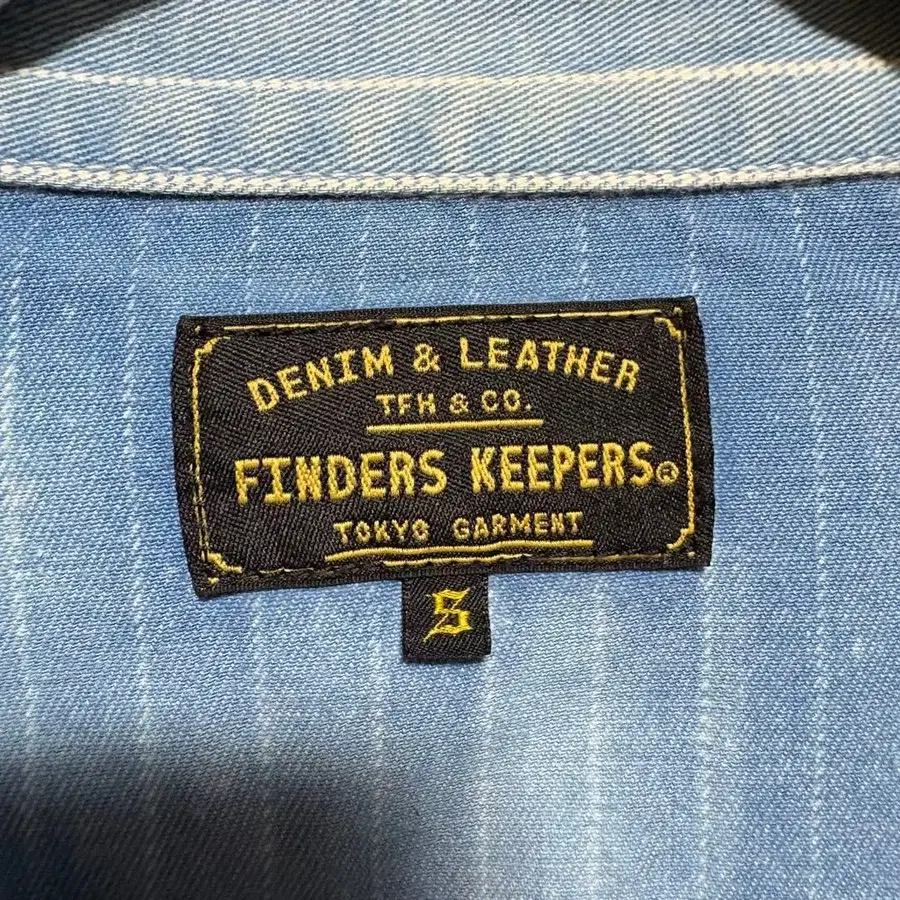 DENIM & LEATHER
TFH & CO.
FINDERS KEEPERS®
TOKYO GARMENT
S